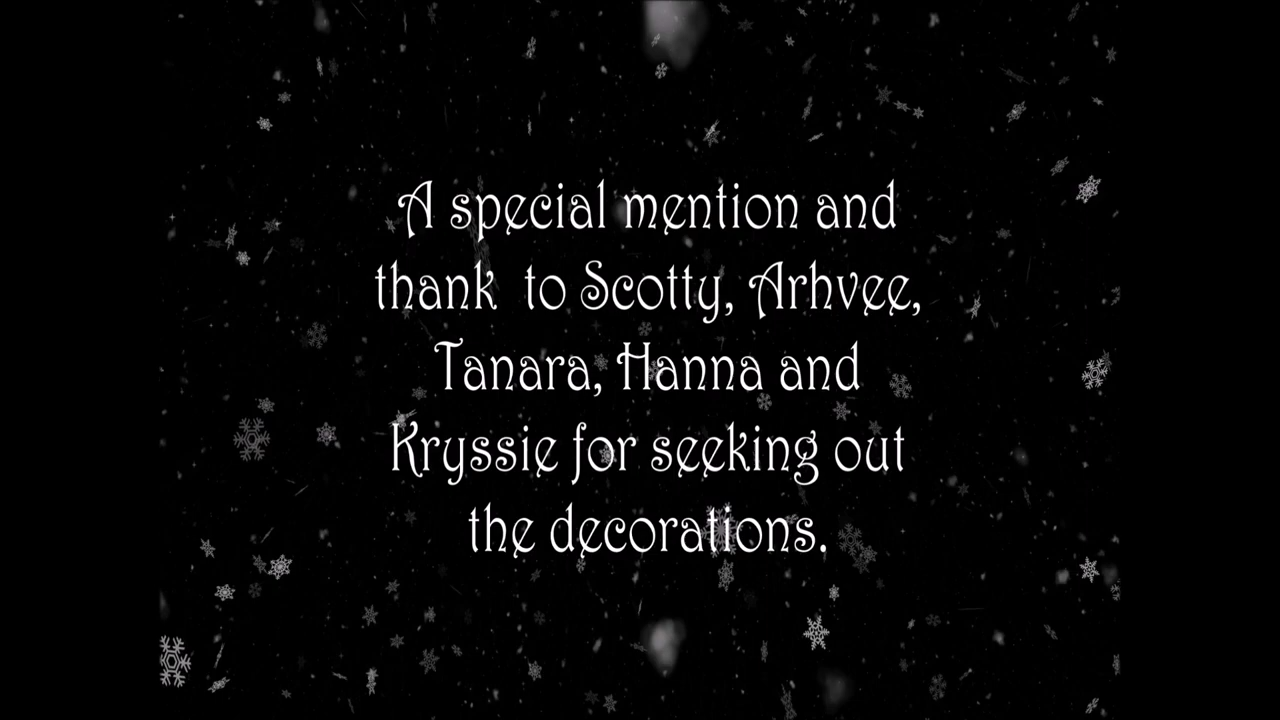 A special mention and
thank to Scotty, Arhvee,
Tanara, Hanna and
Kryssie for seeking out
the decorations.